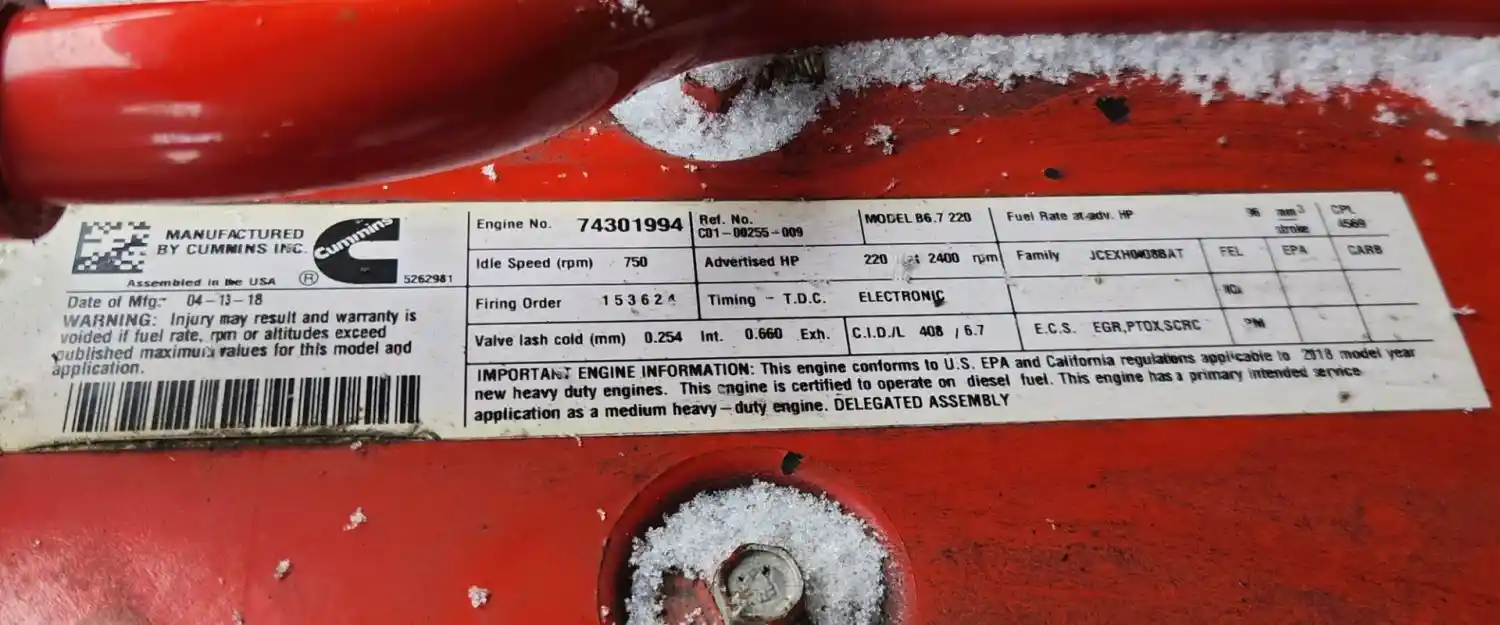 MANUFACTURED
BY CUMMINS INC.
Cummins
®
Assembled in the USA
5262981
Date of Mfg: 04-13-18
WARNING: Injury may result and warranty is
voided if fuel rate, rpm or altitudes exceed
published maximum values for this model and
application.
Engine No. 74301994
Ref. No.
C01-00255-009
MODEL B6.7 220
Fuel Rate at adv. HP mm³
stroke
CPL
4569
Idle Speed (rpm) 750
Advertised HP 220 at 2400 rpm
Family
FEL EPA CARB
Firing Order 153624
Timing - T.D.C. ELECTRONIC
NOx
Valve lash cold (mm) 0.254 Int. 0.660 Exh.
C.I.D./L 408 / 6.7
E.C.S. EGR,PTOX,SCRC
PM
IMPORTANT ENGINE INFORMATION: This engine conforms to U.S. EPA and California regulations applicable to 2018 model year
new heavy duty engines. This engine is certified to operate on diesel fuel. This engine has a primary intended service
application as a medium heavy-duty engine. DELEGATED ASSEMBLY